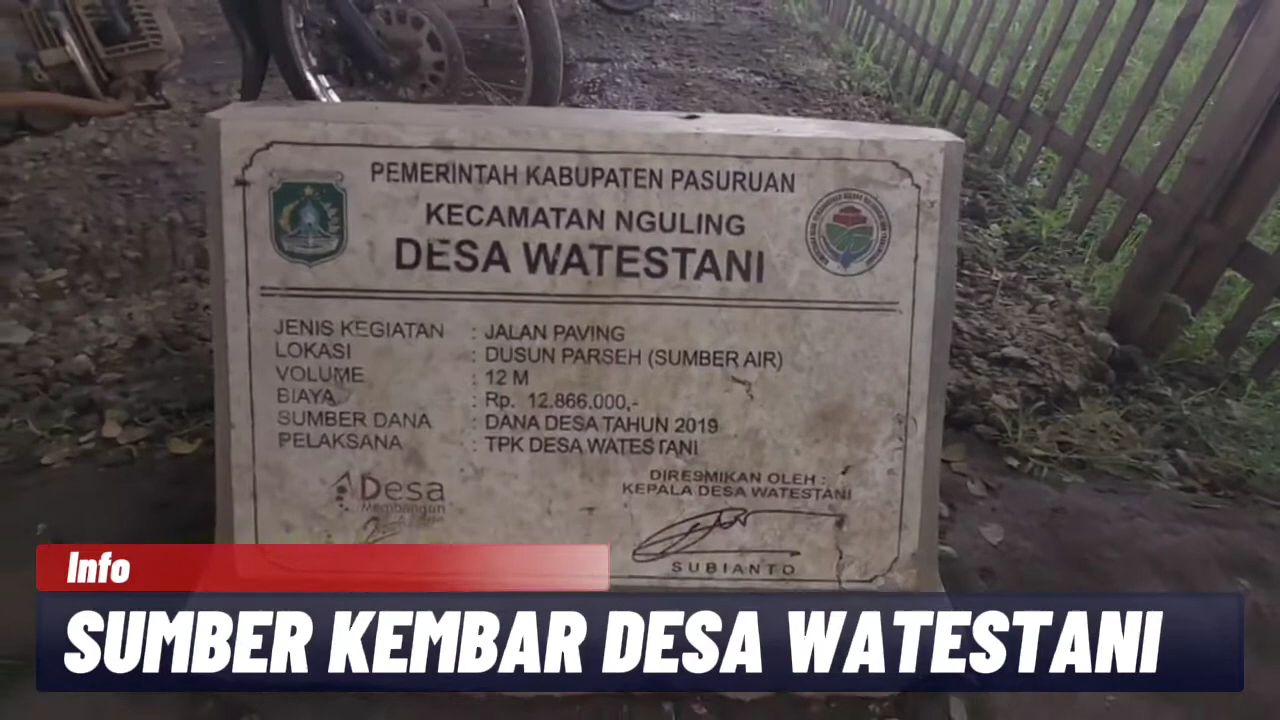 PEMERINTAH KABUPATEN PASURUAN
KECAMATAN NGULING
DESA WATESTANI
JENIS KEGIATAN : JALAN PAVING
LOKASI : DUSUN PARSEH (SUMBER AIR)
VOLUME : 12 M
BIAYA : Rp. 12.866.000,-
SUMBER DANA : DANA DESA TAHUN 2019
PELAKSANA : TPK DESA WATESTANI
Desa
Membangun
DIRESMIKAN OLEH :
KEPALA DESA WATESTANI
SUBIANTO
Info
SUMBER KEMBAR DESA WATESTANI